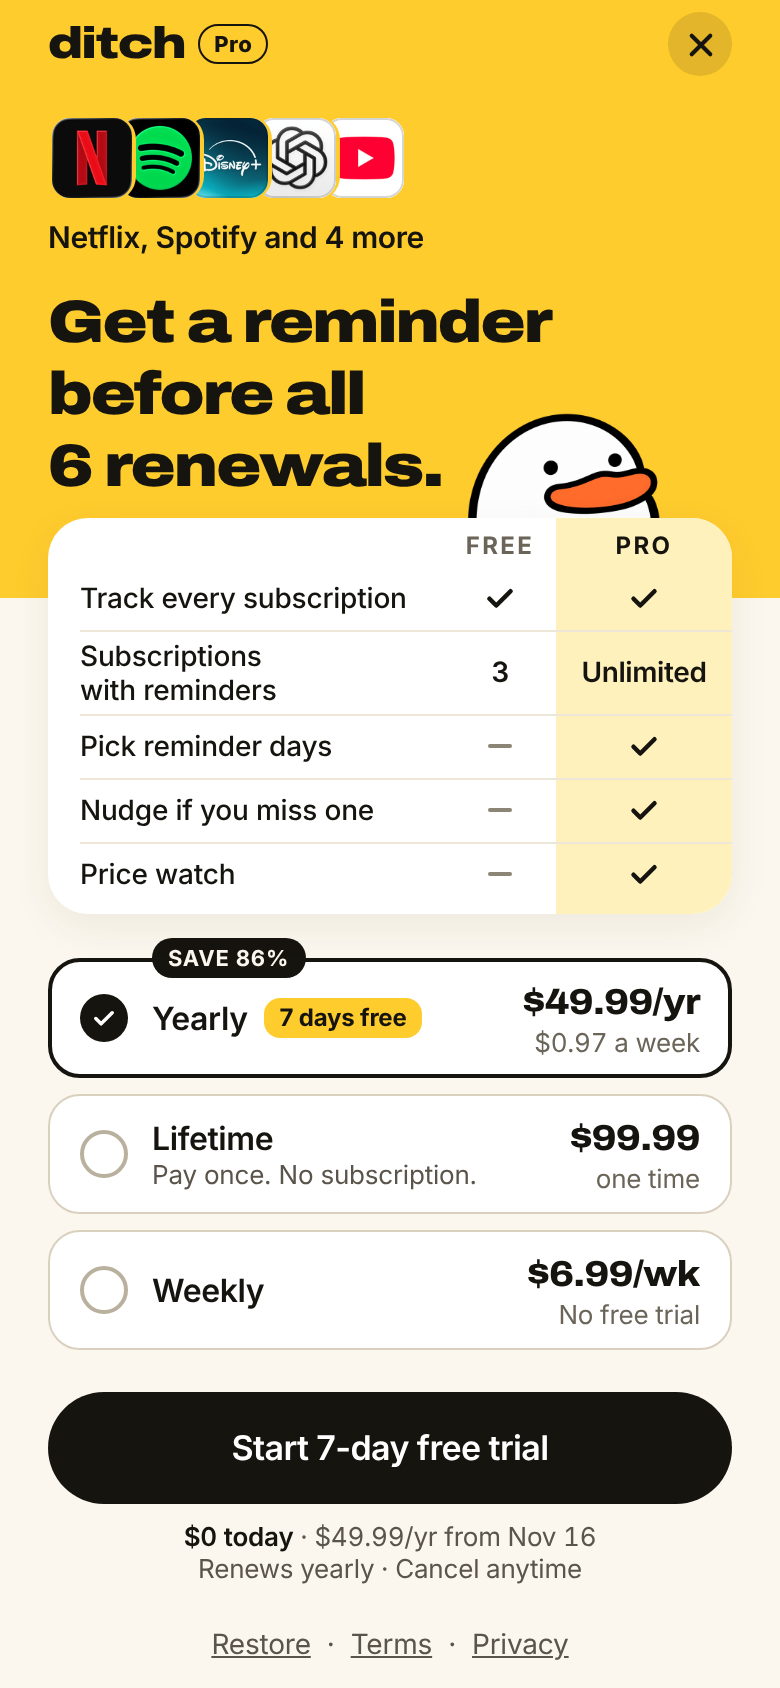 ditch Pro
N
Disney+
Netflix, Spotify and 4 more
Get a reminder
before all
6 renewals.
FREE PRO
Track every subscription
Subscriptions
with reminders
3 Unlimited
Pick reminder days
Nudge if you miss one
Price watch
SAVE 86%
Yearly 7 days free $49.99/yr
$0.97 a week
Lifetime $99.99
Pay once. No subscription. one time
Weekly $6.99/wk
No free trial
Start 7-day free trial
$0 today · $49.99/yr from Nov 16
Renews yearly · Cancel anytime
Restore · Terms · Privacy